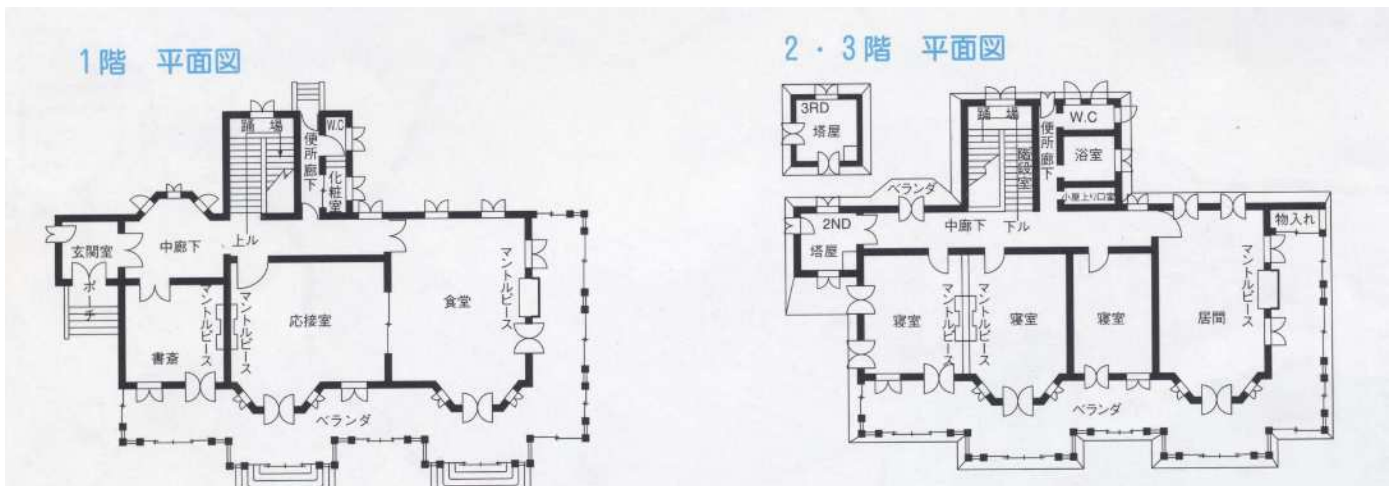 1階 平面図
踊 場
W.C
便所廊下
化粧室
玄関室
中廊下
上ル
ポーチ
マントルピース
マントルピース
応接室
食堂
マントルピース
書斎
ベランダ
2・3階 平面図
3RD
塔屋
踊 場
階段室
便所廊下
W.C
浴室
小屋上り口室
ベランダ
2ND
塔屋
中廊下
下ル
物入れ
寝室
マントルピース
マントルピース
寝室
寝室
居間
マントルピース
ベランダ